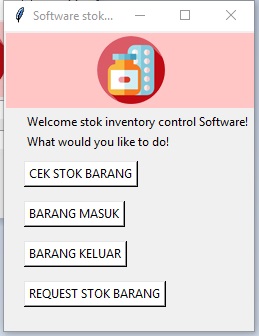 Software stok...
Welcome stok inventory control Software!
What would you like to do!
CEK STOK BARANG
BARANG MASUK
BARANG KELUAR
REQUEST STOK BARANG